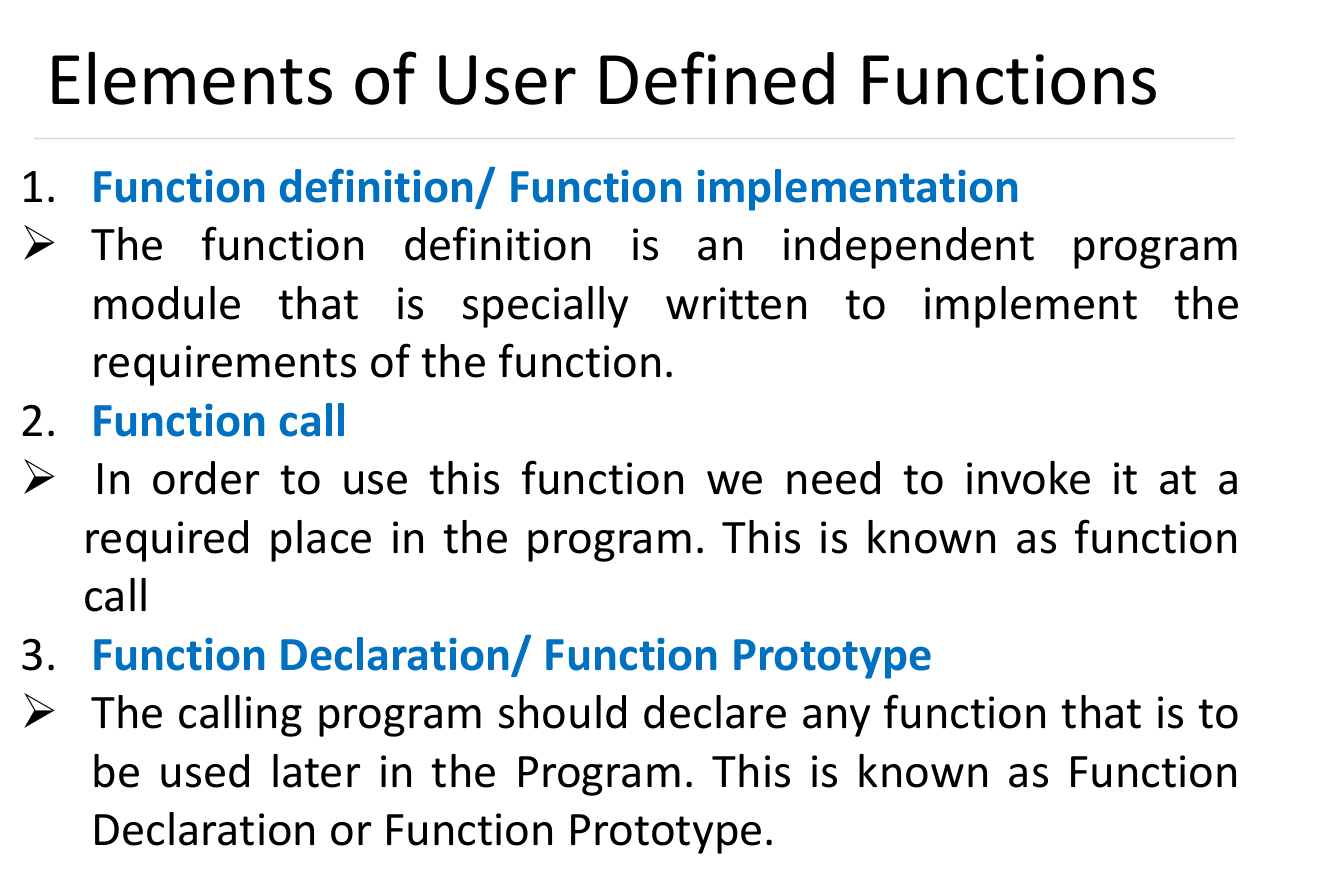 Elements of User Defined Functions
1. Function definition/ Function implementation
➢ The function definition is an independent program
module that is specially written to implement the
requirements of the function.
2. Function call
➢ In order to use this function we need to invoke it at a
required place in the program. This is known as function
call
3. Function Declaration/ Function Prototype
➢ The calling program should declare any function that is to
be used later in the Program. This is known as Function
Declaration or Function Prototype.